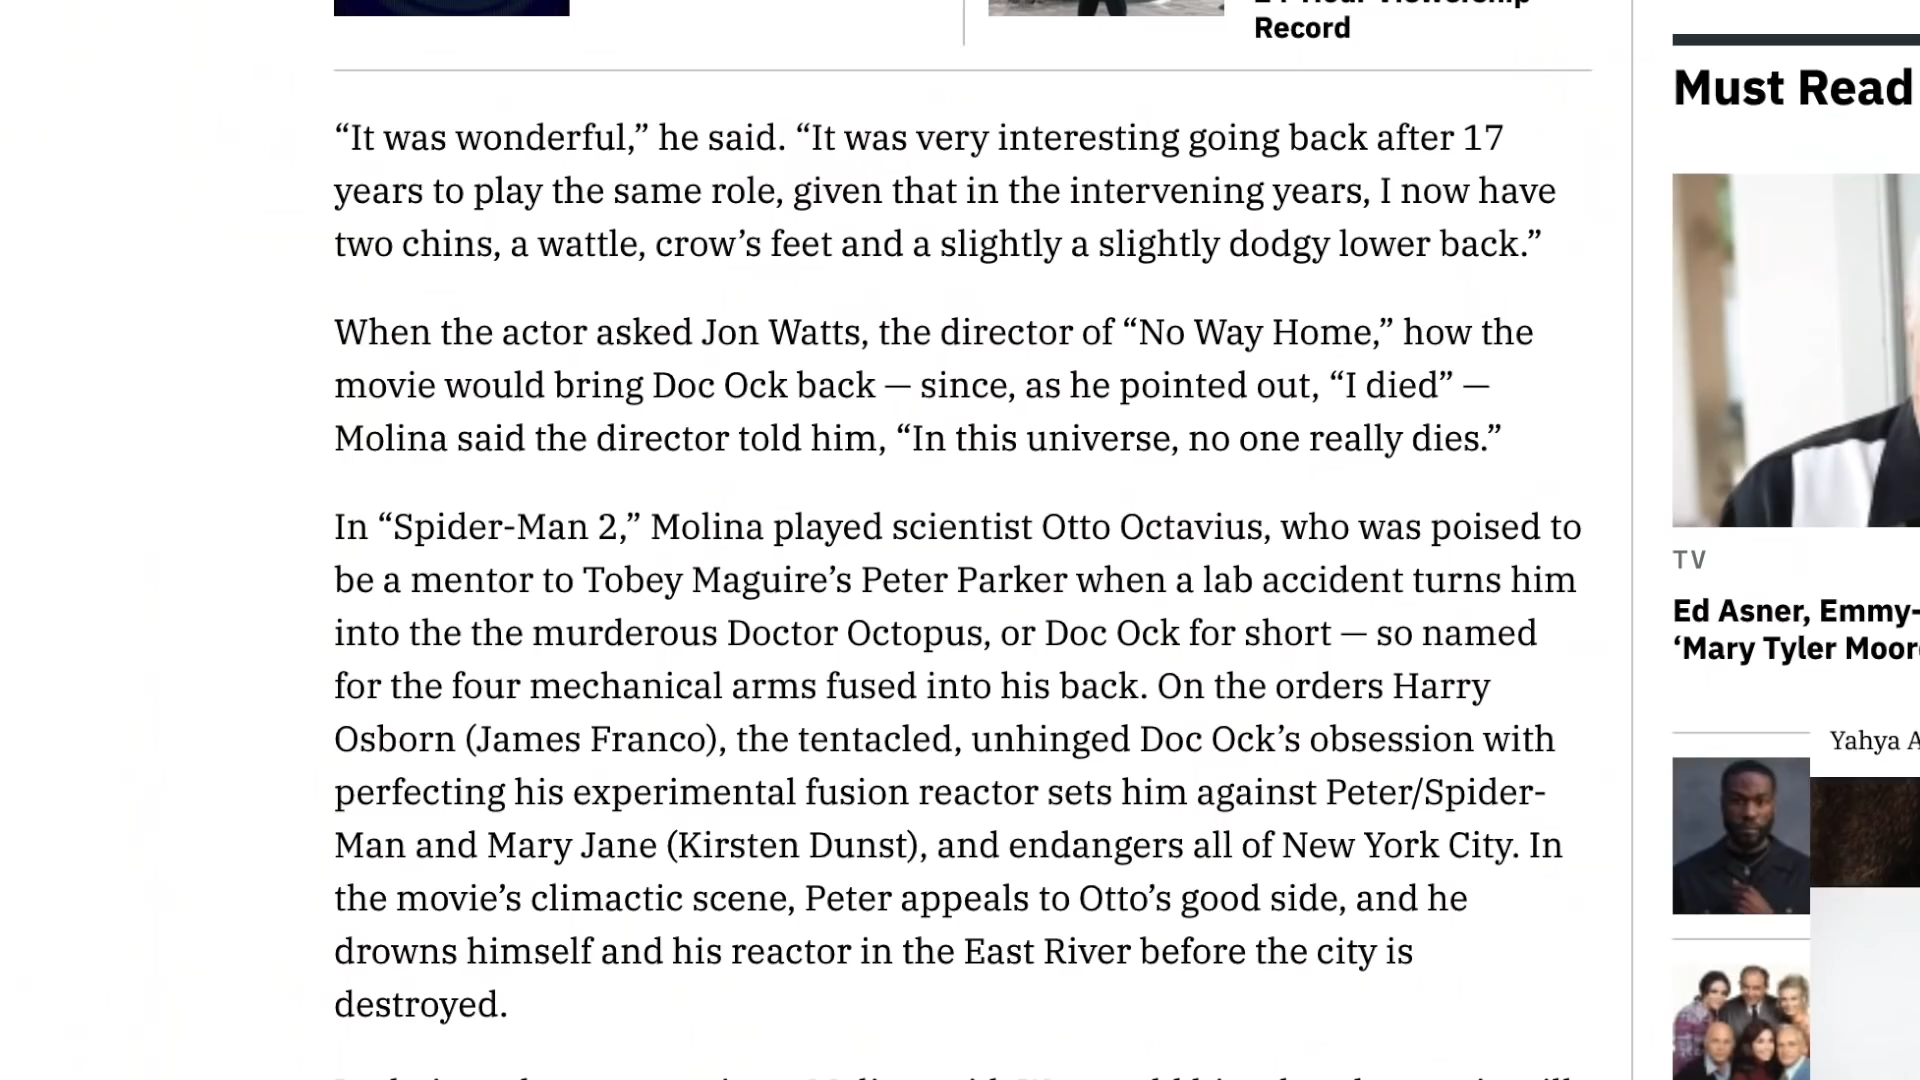 Record
“It was wonderful,” he said. “It was very interesting going back after 17
years to play the same role, given that in the intervening years, I now have
two chins, a wattle, crow’s feet and a slightly a slightly dodgy lower back.”
When the actor asked Jon Watts, the director of “No Way Home,” how the
movie would bring Doc Ock back — since, as he pointed out, “I died” —
Molina said the director told him, “In this universe, no one really dies.”
In “Spider-Man 2,” Molina played scientist Otto Octavius, who was poised to
be a mentor to Tobey Maguire’s Peter Parker when a lab accident turns him
into the the murderous Doctor Octopus, or Doc Ock for short — so named
for the four mechanical arms fused into his back. On the orders Harry
Osborn (James Franco), the tentacled, unhinged Doc Ock’s obsession with
perfecting his experimental fusion reactor sets him against Peter/Spider-
Man and Mary Jane (Kirsten Dunst), and endangers all of New York City. In
the movie’s climactic scene, Peter appeals to Otto’s good side, and he
drowns himself and his reactor in the East River before the city is
destroyed.
Must Read
TV
Ed Asner, Emmy-
‘Mary Tyler Moor
Yahya A